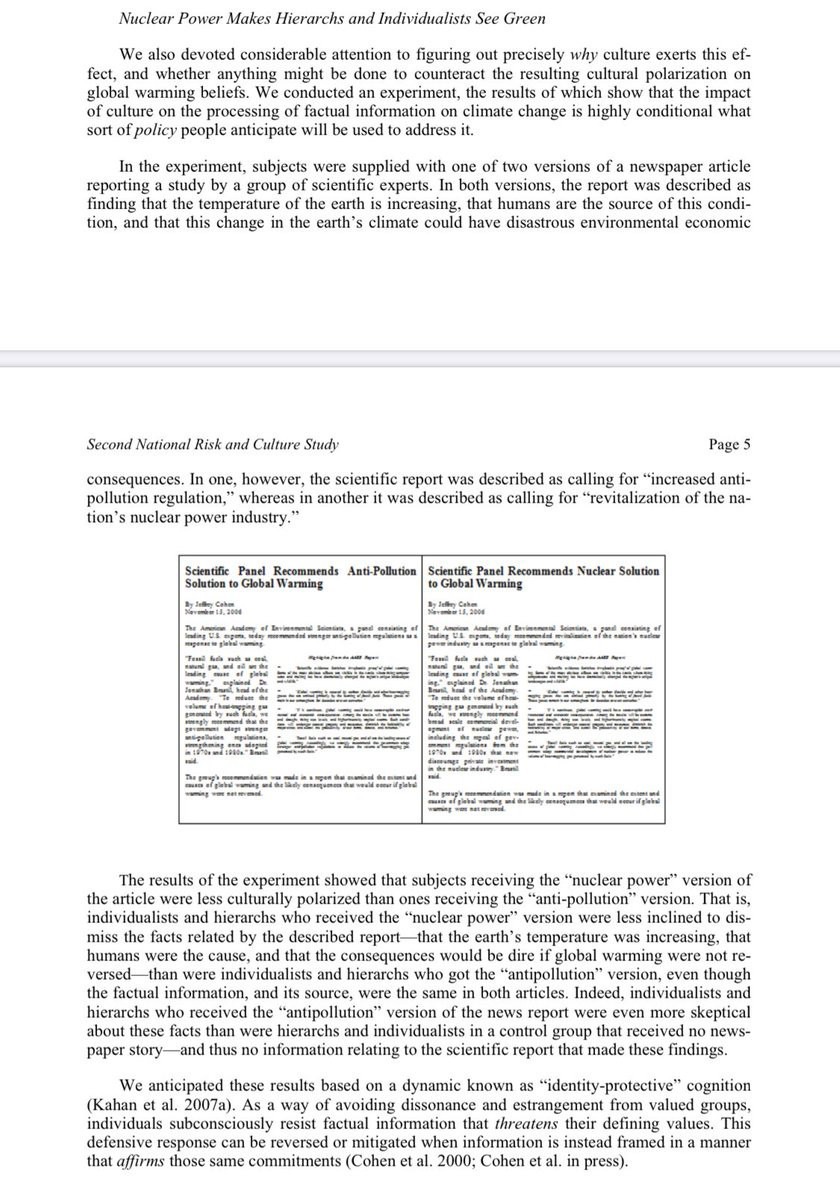 Nuclear Power Makes Hierarchs and Individualists See Green
We also devoted considerable attention to figuring out precisely why culture exerts this ef-
fect, and whether anything might be done to counteract the resulting cultural polarization on
global warming beliefs. We conducted an experiment, the results of which show that the impact
of culture on the processing of factual information on climate change is highly conditional what
sort of policy people anticipate will be used to address it.
In the experiment, subjects were supplied with one of two versions of a newspaper article
reporting a study by a group of scientific experts. In both versions, the report was described as
finding that the temperature of the earth is increasing, that humans are the source of this condi-
tion, and that this change in the earth's climate could have disastrous environmental economic
Second National Risk and Culture Study
Page 5
consequences. In one, however, the scientific report was described as calling for "increased anti-
pollution regulation," whereas in another it was described as calling for "revitalization of the na-
tion's nuclear power industry."
Scientific Panel Recommends Anti-Pollution
Solution to Global Warming
By Jeffrey Cohen
November 15, 2006
The American Academy of Environmental Scientists, a panel consisting of
leading U.S. experts, today recommended stronger anti-pollution regulations as a
response to global warming.
"Fossil fuels such as coal,
natural gas, and oil are the
leading cause of global
warming," explained Dr.
Jonathan head of the
Academy. "To reduce the
volume of heat-trapping gas
generated by such fuels, we
strongly recommend that the
government adopt stronger
anti-pollution regulations,
strengthening ones adopted
in 1970s and 1980s."
said.
The group's recommendation was made in a report that examined the extent and
causes of global warming and the likely consequences that would occur if global
warming were not reversed.
Scientific Panel Recommends Nuclear Solution
to Global Warming
By Jeffrey Cohen
November 15, 2006
The American Academy of Environmental Scientists, a panel consisting of
leading U.S. experts, today recommended revitalization of the nation's nuclear
power industry as a response to global warming.
"Fossil fuels such as coal,
natural gas, and oil are the
leading cause of global warm-
ing," explained Dr. Jonathan
head of the Academy.
"To reduce the volume of heat-
trapping gas generated by such
fuels, we strongly recommend
broad scale commercial devel-
opment of nuclear power,
including the repeal of gov-
ernment regulations from the
1970s and 1980s that now
discourage private investment
in the nuclear industry,"
said.
The group's recommendation was made in a report that examined the extent and
causes of global warming and the likely consequences that would occur if global
warming were not reversed.
The results of the experiment showed that subjects receiving the "nuclear power" version of
the article were less culturally polarized than ones receiving the "anti-pollution" version. That is,
individualists and hierarchs who received the "nuclear power" version were less inclined to dis-
miss the facts related by the described report—that the earth's temperature was increasing, that
humans were the cause, and that the consequences would be dire if global warming were not re-
versed—than were individualists and hierarchs who got the "antipollution" version, even though
the factual information, and its source, were the same in both articles. Indeed, individualists and
hierarchs who received the "antipollution" version of the news report were even more skeptical
about these facts than were hierarchs and individualists in a control group that received no news-
paper story—and thus no information relating to the scientific report that made these findings.
We anticipated these results based on a dynamic known as "identity-protective" cognition
(Kahan et al. 2007a). As a way of avoiding dissonance and estrangement from valued groups,
individuals subconsciously resist factual information that threatens their defining values. This
defensive response can be reversed or mitigated when information is instead framed in a manner
that affirms those same commitments (Cohen et al. 2000; Cohen et al. in press).